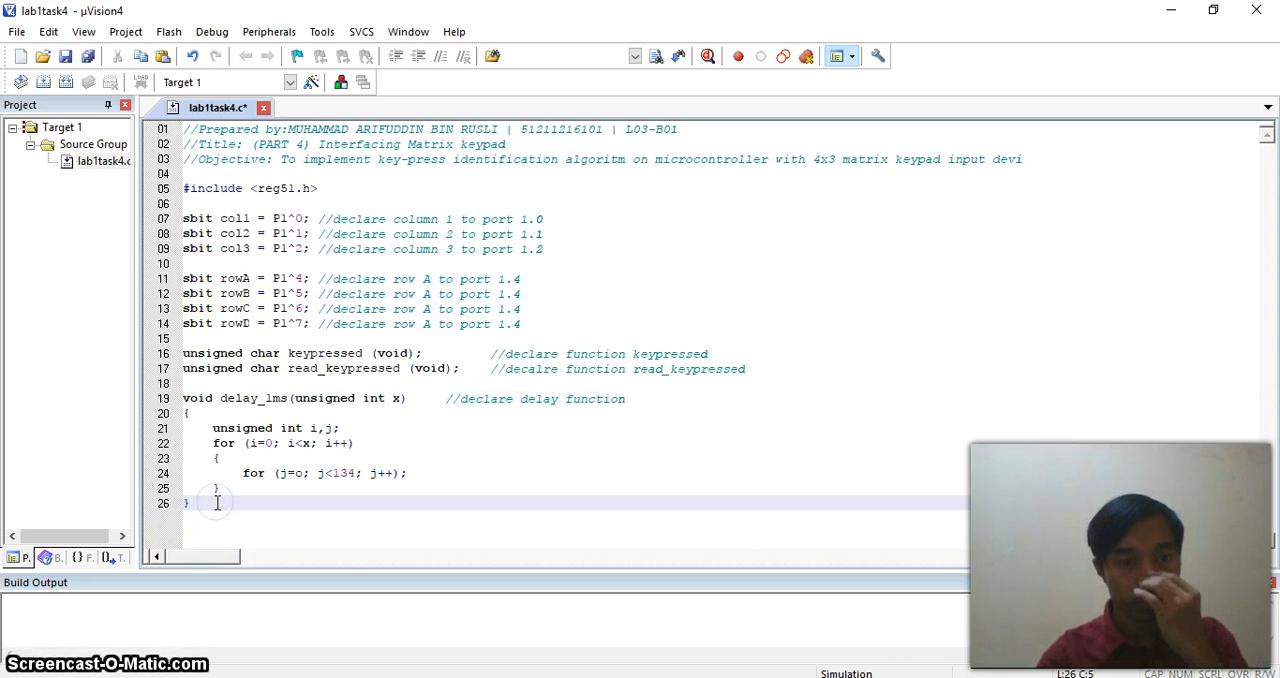 lab1task4 - µVision4
File Edit View Project Flash Debug Peripherals Tools SVCS Window Help
LOAD Target 1
Project
lab1task4.c*
Target 1
Source Group
lab1task4.c
01 //Prepared by:MUHAMMAD ARIFUDDIN BIN RUSLI | 51211216101 | L03-B01
02 //Title: (PART 4) Interfacing Matrix keypad
03 //Objective: To implement key-press identification algoritm on microcontroller with 4x3 matrix keypad input devi
04
05 #include <reg51.h>
06
07 sbit col1 = P1^0; //declare column 1 to port 1.0
08 sbit col2 = P1^1; //declare column 2 to port 1.1
09 sbit col3 = P1^2; //declare column 3 to port 1.2
10
11 sbit rowA = P1^4; //declare row A to port 1.4
12 sbit rowB = P1^5; //declare row A to port 1.4
13 sbit rowC = P1^6; //declare row A to port 1.4
14 sbit rowD = P1^7; //declare row A to port 1.4
15
16 unsigned char keypressed (void); //declare function keypressed
17 unsigned char read_keypressed (void); //decalre function read_keypressed
18
19 void delay_1ms(unsigned int x) //declare delay function
20 {
21 unsigned int i,j;
22 for (i=0; i<x; i++)
23 {
24 for (j=o; j<134; j++);
25 }
26 }
P. B. {} F. T.
Build Output
Screencast-O-Matic.com
Simulation L:26 C:5 CAP NUM SCRL OVR R/W